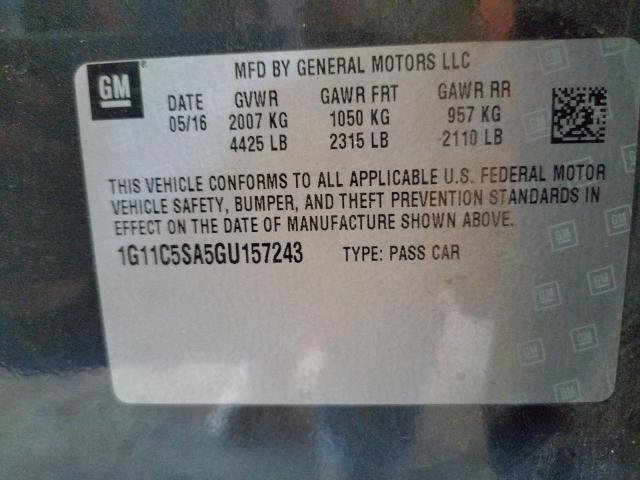 GM
MFD BY GENERAL MOTORS LLC
DATE GVWR GAWR FRT GAWR RR
05/16 2007 KG 1050 KG 957 KG
4425 LB 2315 LB 2110 LB
THIS VEHICLE CONFORMS TO ALL APPLICABLE U.S. FEDERAL MOTOR
VEHICLE SAFETY, BUMPER, AND THEFT PREVENTION STANDARDS IN
EFFECT ON THE DATE OF MANUFACTURE SHOWN ABOVE.
1G11C5SA5GU157243 TYPE: PASS CAR